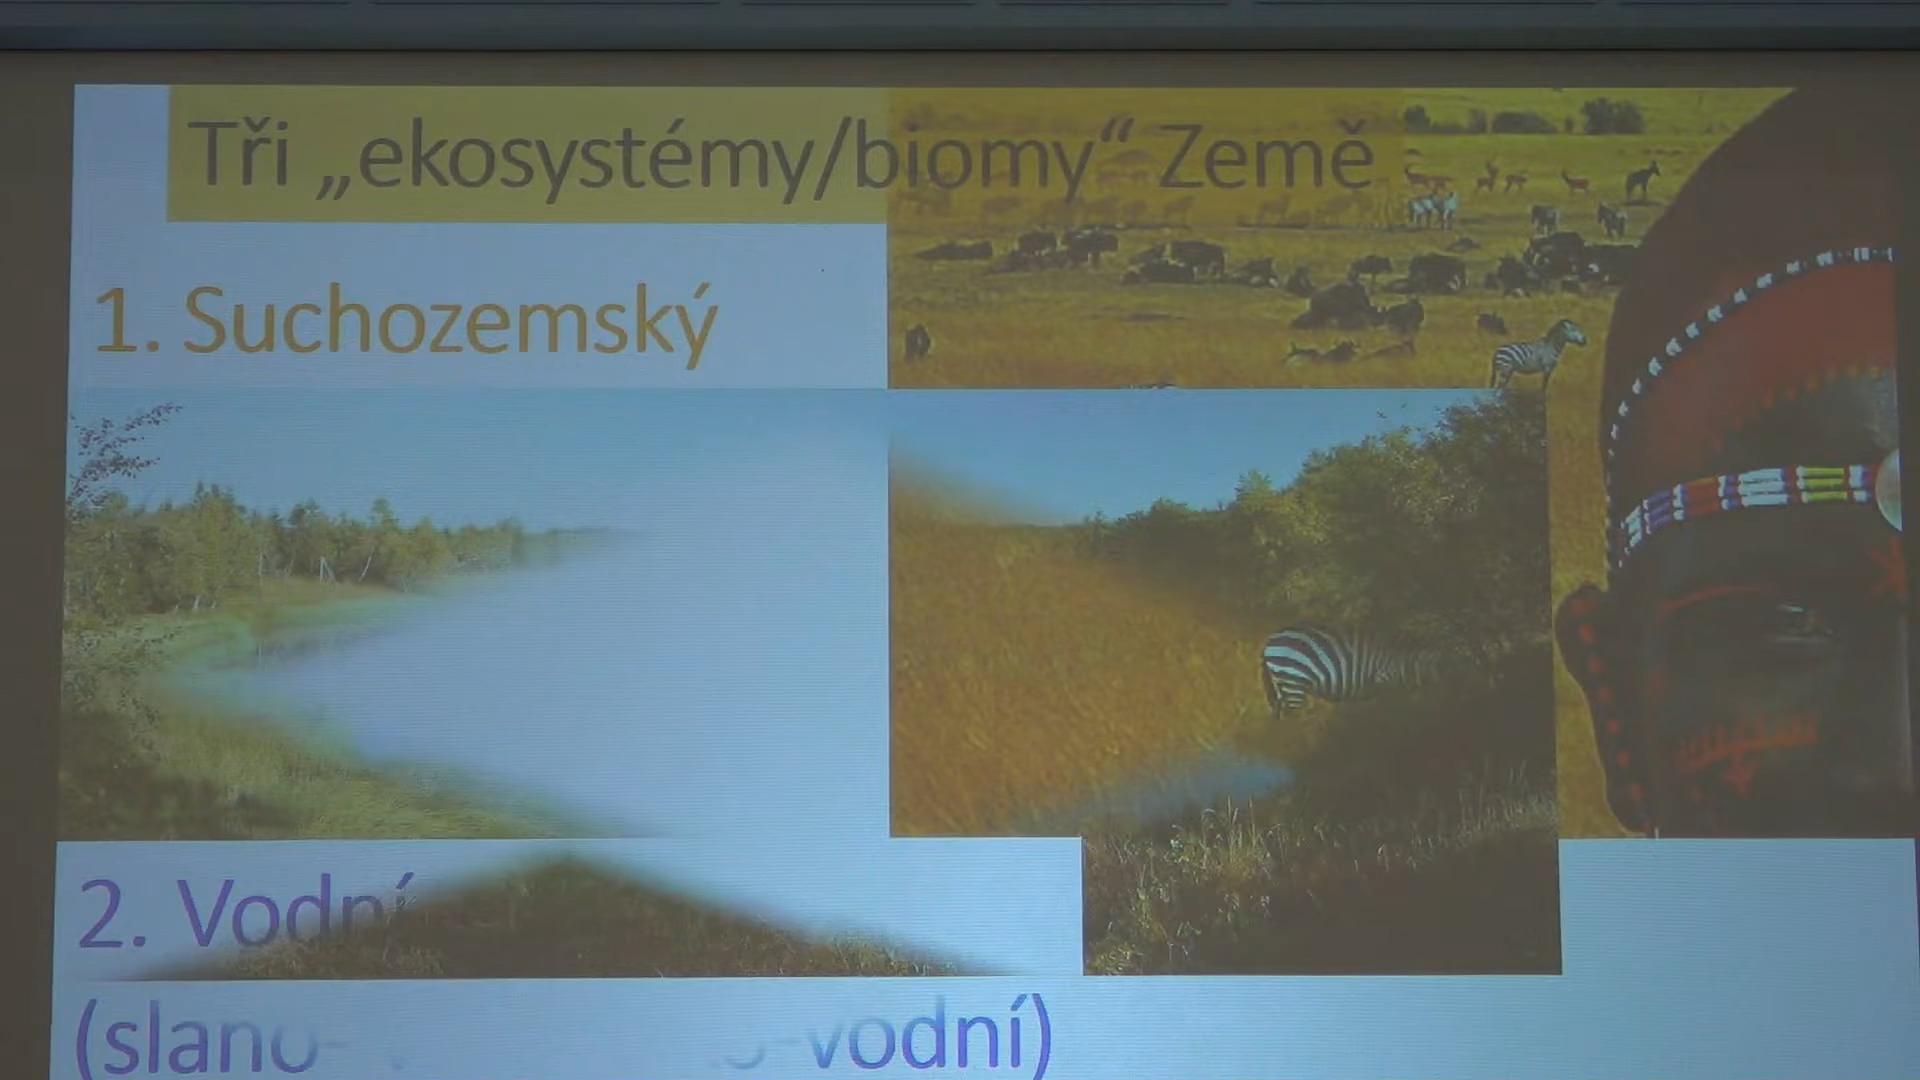 Tři „ekosystémy/biomy“ Země
1. Suchozemský
2. Vodní
(slano- -vodní)